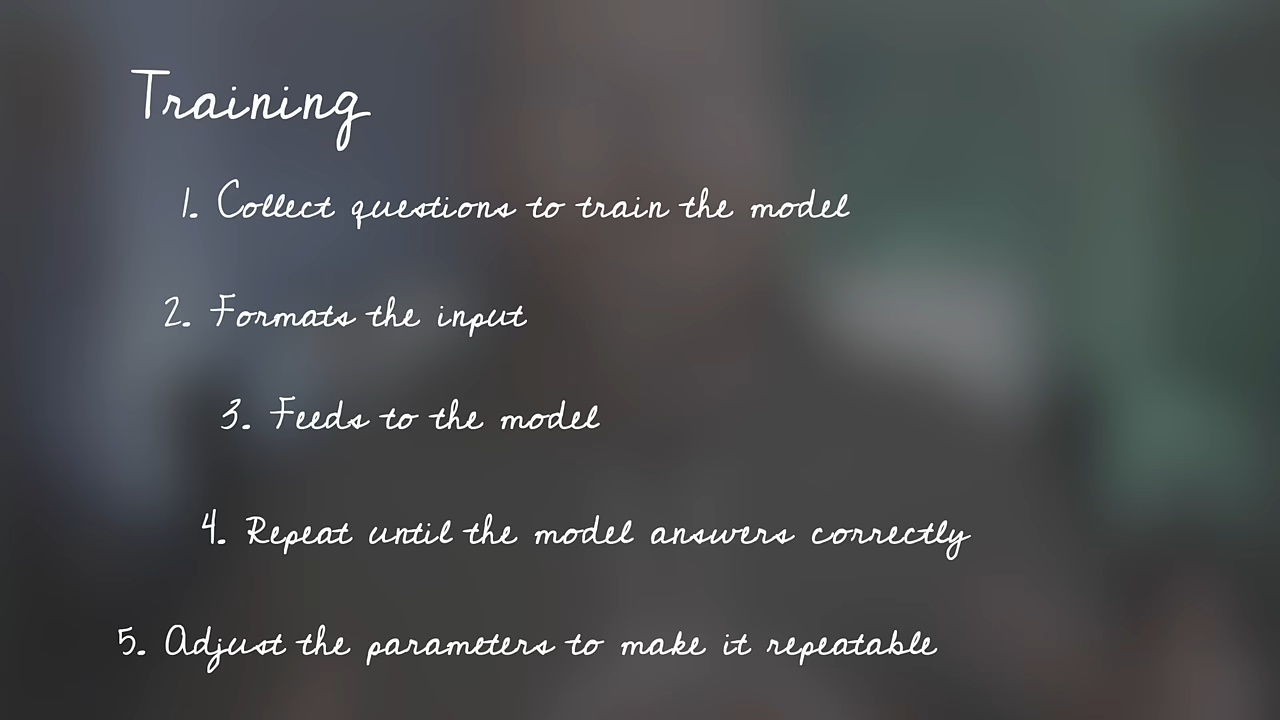 Training
1. Collect questions to train the model
2. Formats the input
3. Feeds to the model
4. Repeat until the model answers correctly
5. Adjust the parameters to make it repeatable